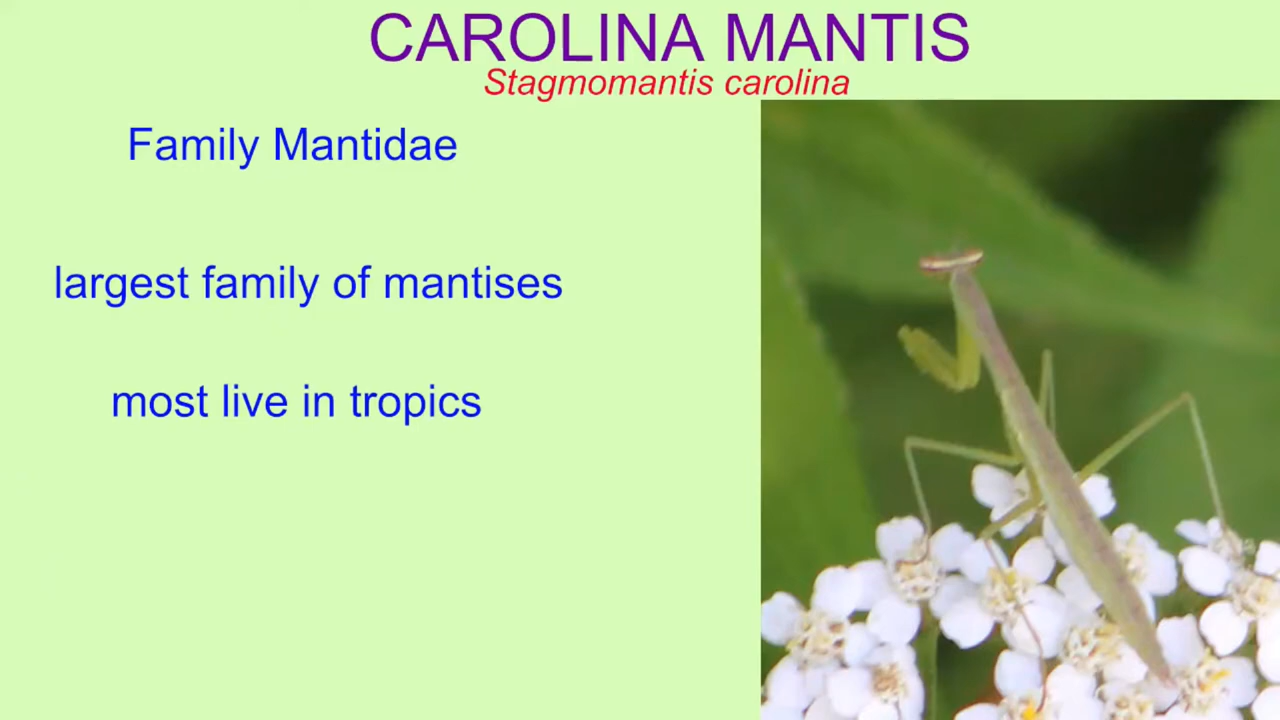 CAROLINA MANTIS
Stagmomantis carolina
Family Mantidae
largest family of mantises
most live in tropics